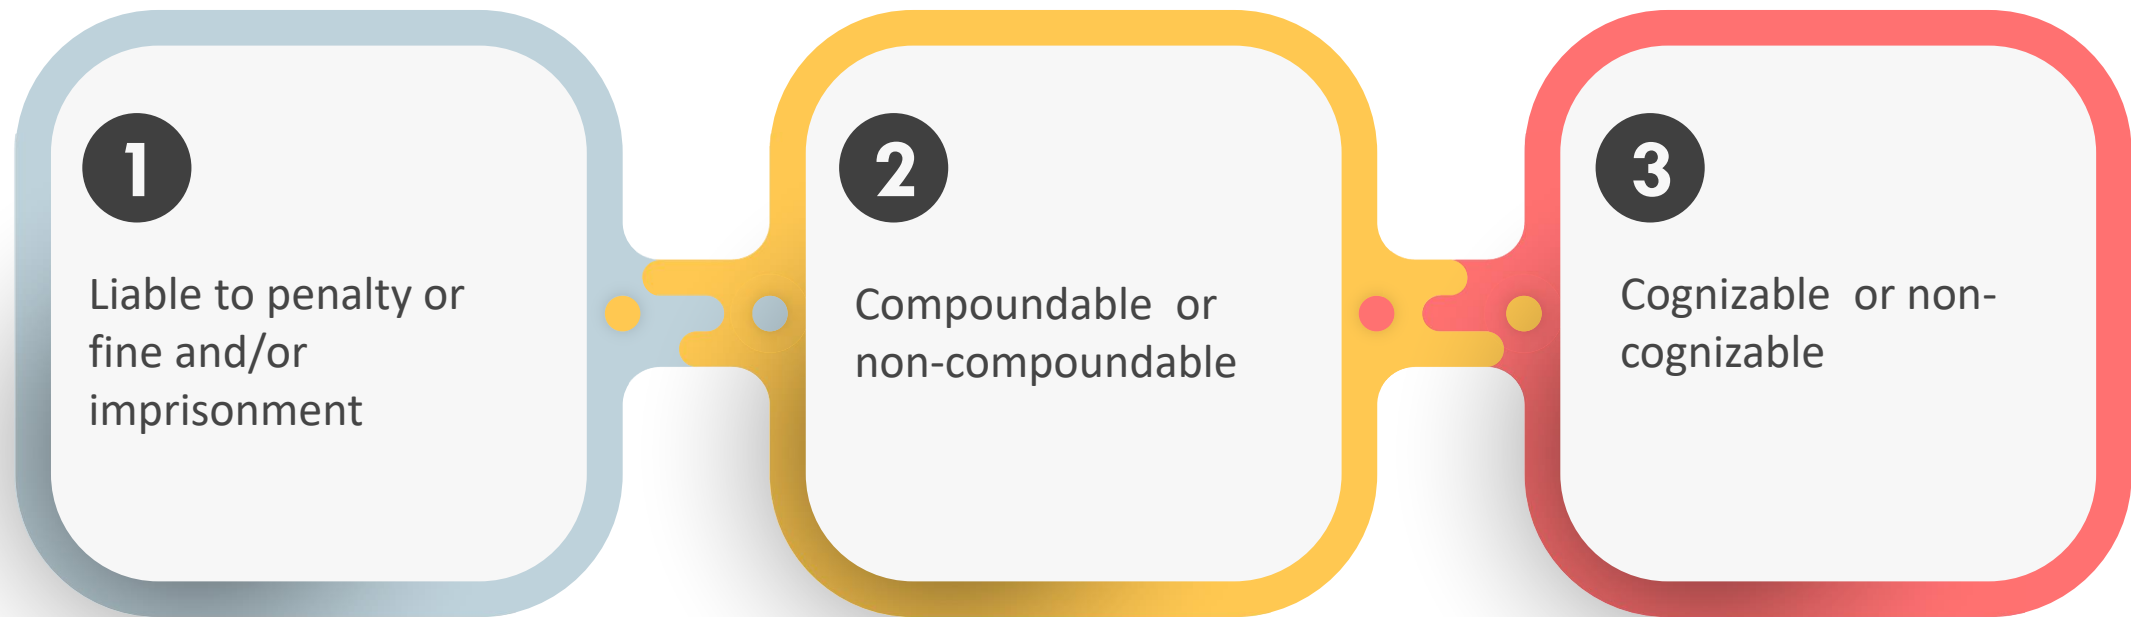 1
Liable to penalty or
fine and/or
imprisonment
2
Compoundable  or
non-compoundable
3
Cognizable  or non-
cognizable